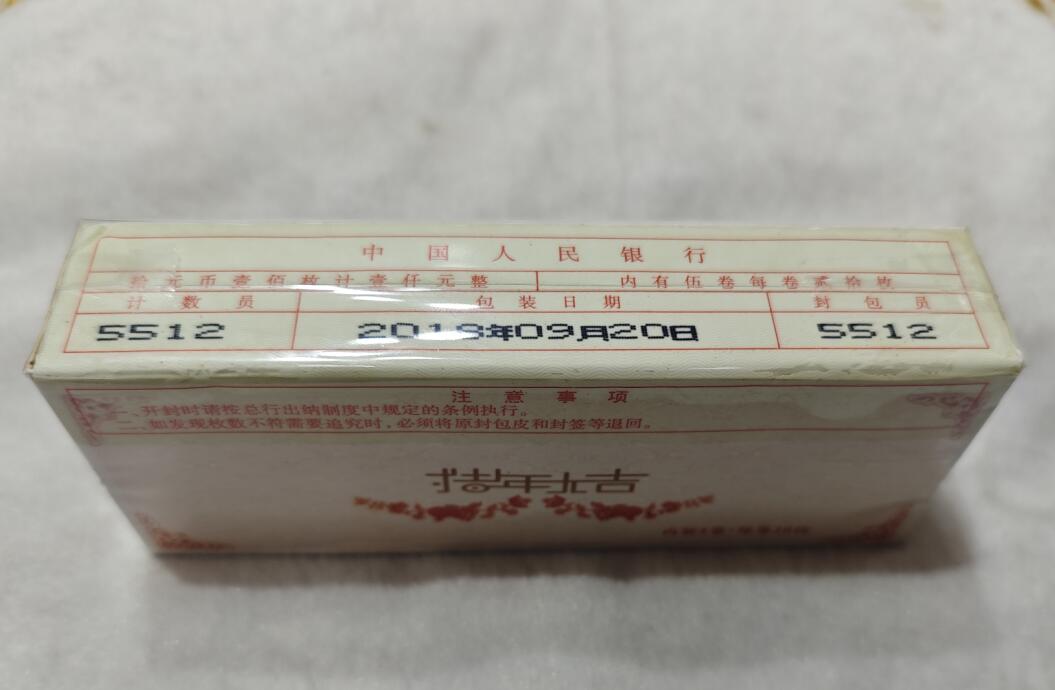 中国人民银行
拾元币壹佰枚计壹仟元整 内有伍卷每卷贰拾枚
计数员 包装日期 封包员
5512 2018年09月20日 5512
注意事项
一、开封时请按总行出纳制度中规定的条例执行。
二、如发现枚数不符需要追究时，必须将原封包皮和封签等退回。
猪年大吉